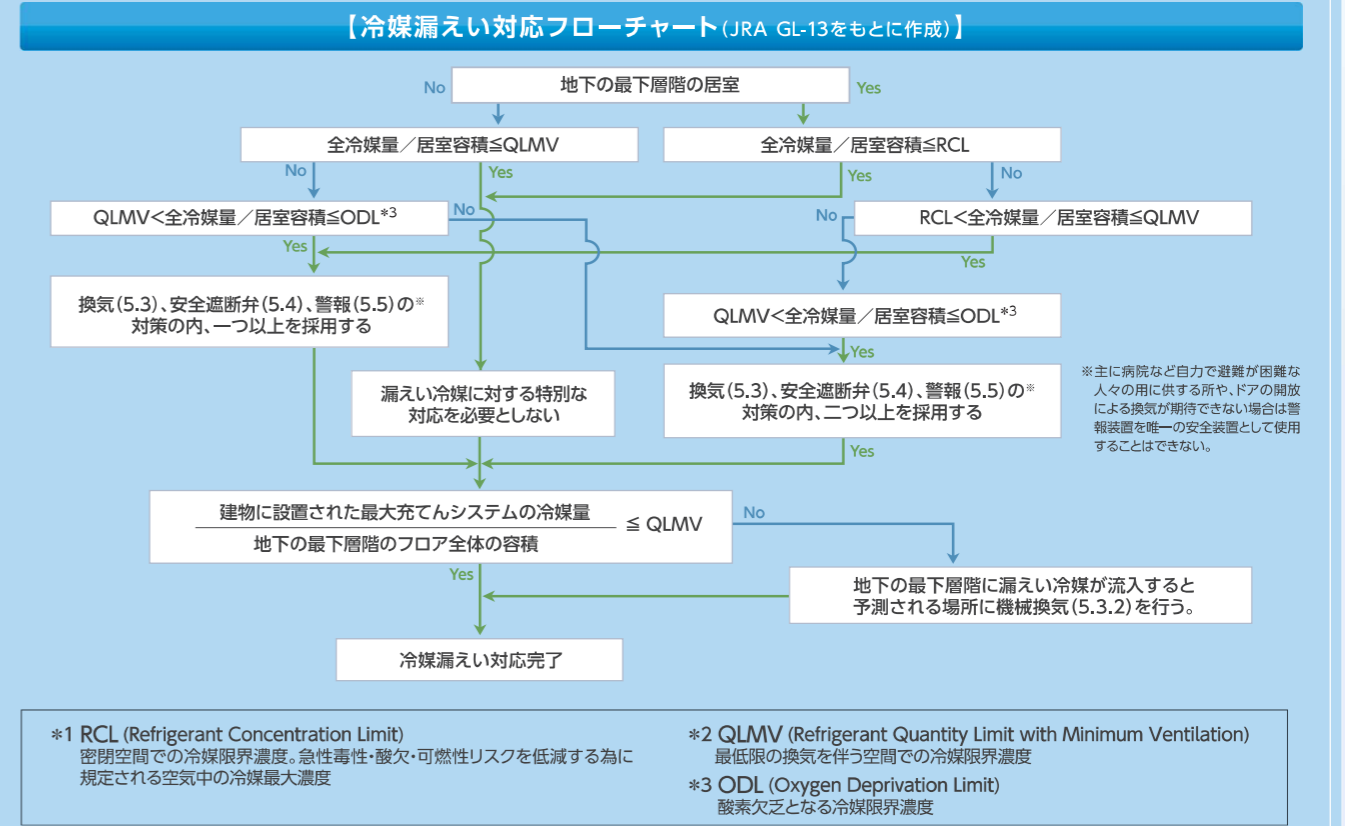 【冷媒漏えい対応フローチャート(JRA GL-13をもとに作成)】
地下の最下層階の居室
No
Yes
全冷媒量／居室容積≦QLMV
全冷媒量／居室容積≦RCL
No
Yes
Yes
No
QLMV<全冷媒量／居室容積≦ODL*3
No
No
RCL<全冷媒量／居室容積≦QLMV
Yes
Yes
換気(5.3)、安全遮断弁(5.4)、警報(5.5)の※
対策の内、一つ以上を採用する
QLMV<全冷媒量／居室容積≦ODL*3
Yes
漏えい冷媒に対する特別な
対応を必要としない
換気(5.3)、安全遮断弁(5.4)、警報(5.5)の※
対策の内、二つ以上を採用する
※主に病院など自力で避難が困難な
人々の用に供する所や、ドアの開放
による換気が期待できない場合は警
報装置を唯一の安全装置として使用
することはできない。
Yes
建物に設置された最大充てんシステムの冷媒量
地下の最下層階のフロア全体の容積
≦ QLMV
No
Yes
地下の最下層階に漏えい冷媒が流入すると
予測される場所に機械換気(5.3.2)を行う。
冷媒漏えい対応完了
*1 RCL (Refrigerant Concentration Limit)
密閉空間での冷媒限界濃度。急性毒性・酸欠・可燃性リスクを低減する為に
規定される空気中の冷媒最大濃度
*2 QLMV (Refrigerant Quantity Limit with Minimum Ventilation)
最低限の換気を伴う空間での冷媒限界濃度
*3 ODL (Oxygen Deprivation Limit)
酸素欠乏となる冷媒限界濃度